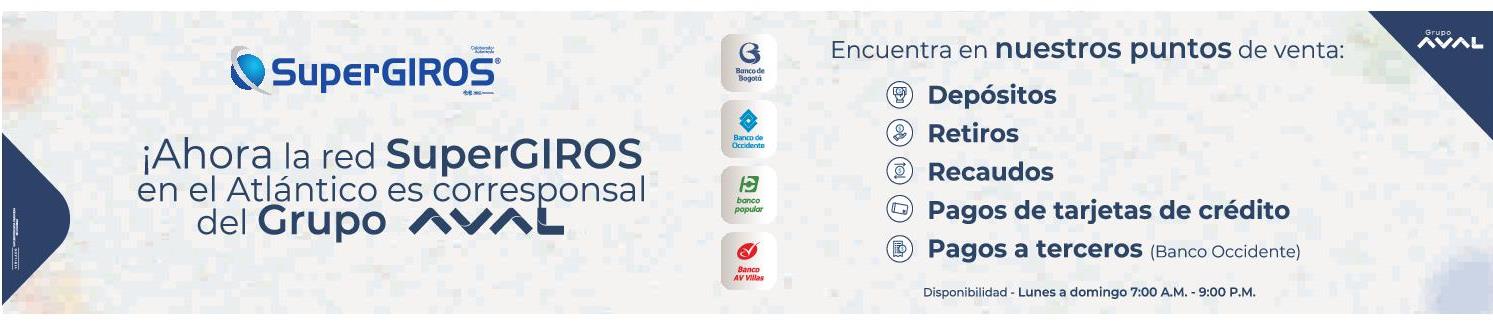 Colaborador
Autorizado
SuperGIROS®
¡Ahora la red SuperGIROS
en el Atlántico es corresponsal
del Grupo AVAL
Banco de
Bogotá
Banco de
Occidente
banco
popular
Banco
AV Villas
Encuentra en nuestros puntos de venta:
Depósitos
Retiros
Recaudos
Pagos de tarjetas de crédito
Pagos a terceros (Banco Occidente)
Disponibilidad - Lunes a domingo 7:00 A.M. - 9:00 P.M.
Grupo
AVAL